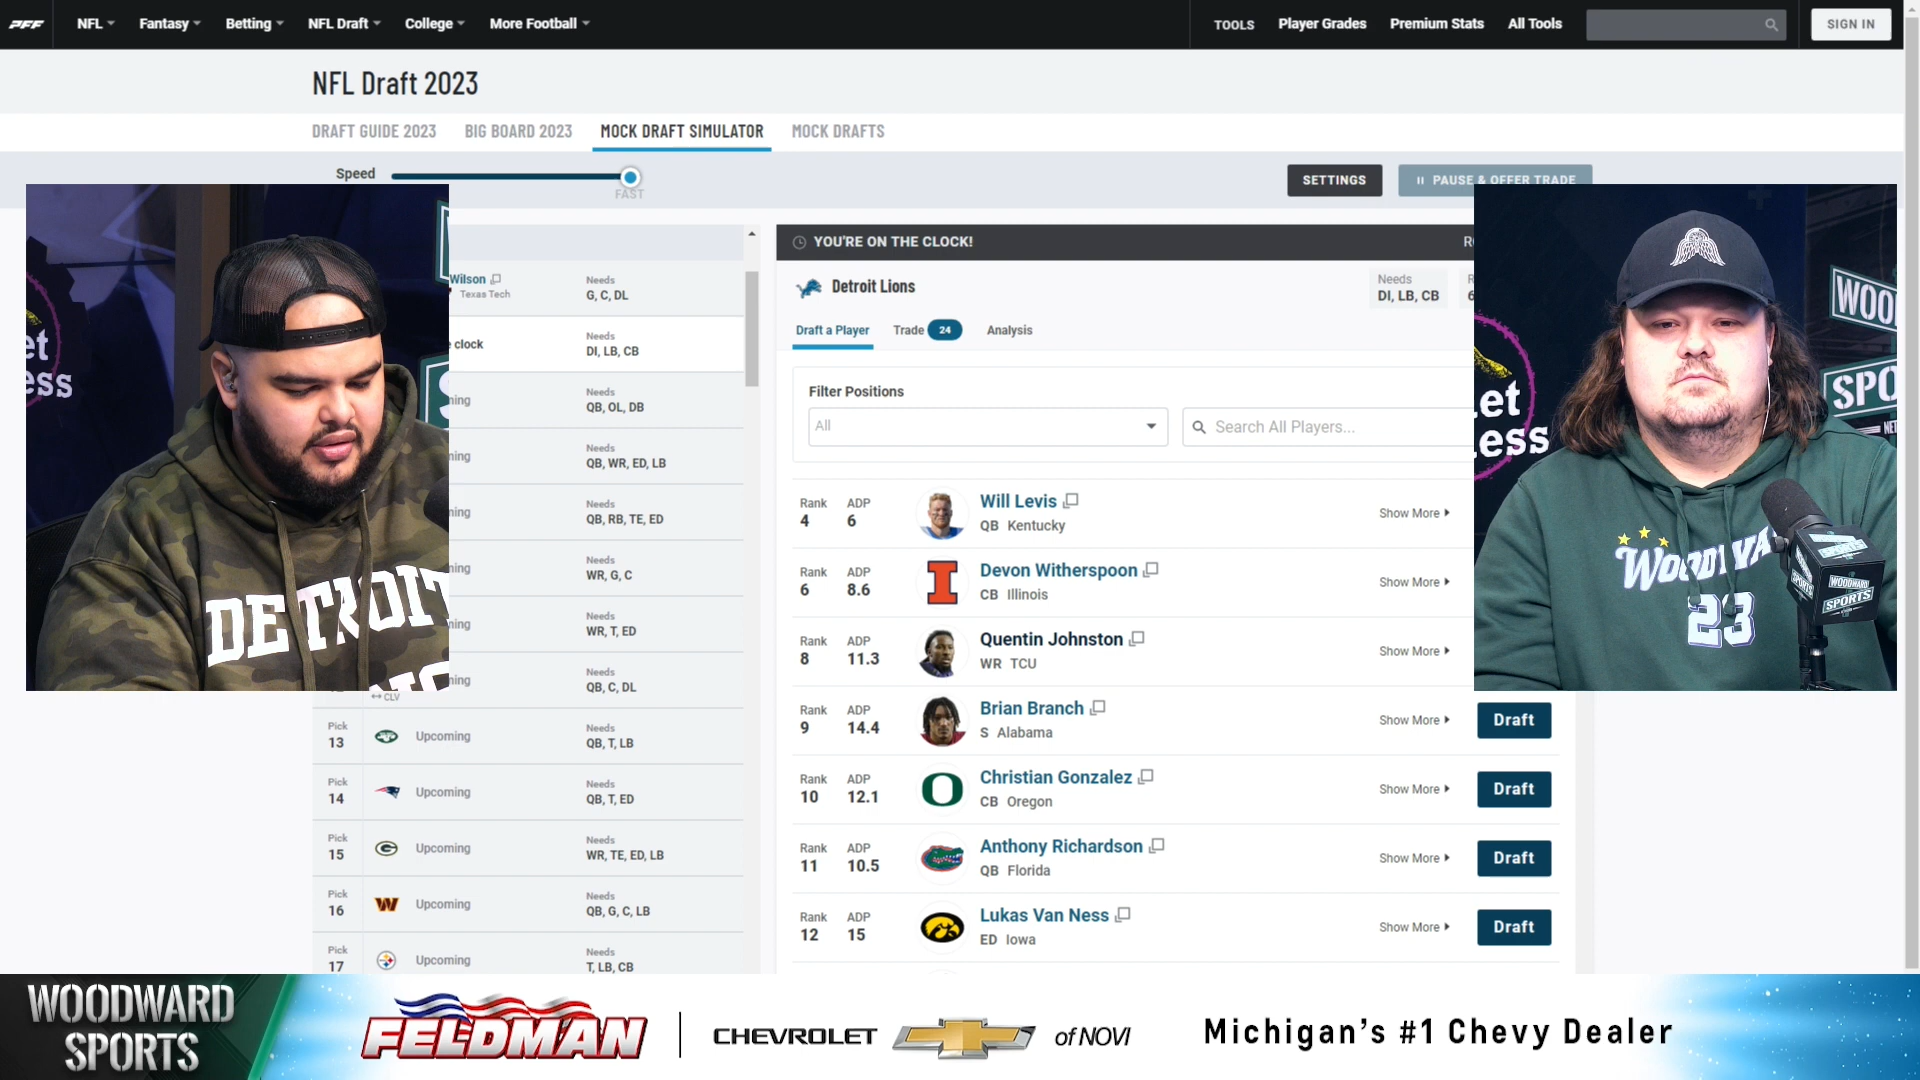 PFF
NFL
Fantasy
Betting
NFL Draft
College
More Football
TOOLS
Player Grades
Premium Stats
All Tools
SIGN IN
NFL Draft 2023
DRAFT GUIDE 2023
BIG BOARD 2023
MOCK DRAFT SIMULATOR
MOCK DRAFTS
Speed
FAST
SETTINGS
PAUSE & OFFER TRADE
Wilson
Texas Tech
Needs
G, C, DL
clock
Needs
DI, LB, CB
Needs
QB, OL, DB
Needs
QB, WR, ED, LB
Needs
QB, RB, TE, ED
Needs
WR, G, C
Needs
WR, T, ED
Needs
QB, C, DL
CLV
Pick
13
Upcoming
Needs
QB, T, LB
Pick
14
Upcoming
Needs
QB, T, ED
Pick
15
Upcoming
Needs
WR, TE, ED, LB
Pick
16
Upcoming
Needs
QB, G, C, LB
Pick
17
Upcoming
Needs
T, LB, CB
YOU'RE ON THE CLOCK!
Detroit Lions
Needs
DI, LB, CB
Draft a Player
Trade 24
Analysis
Filter Positions
All
Search All Players...
Rank ADP
4 6
Will Levis
QB Kentucky
Show More
Rank ADP
6 8.6
Devon Witherspoon
CB Illinois
Show More
Rank ADP
8 11.3
Quentin Johnston
WR TCU
Show More
Rank ADP
9 14.4
Brian Branch
S Alabama
Show More
Draft
Rank ADP
10 12.1
Christian Gonzalez
CB Oregon
Show More
Draft
Rank ADP
11 10.5
Anthony Richardson
QB Florida
Show More
Draft
Rank ADP
12 15
Lukas Van Ness
ED Iowa
Show More
Draft
DETROIT
WOODWA
23
WOODWARD
SPORTS
WOODWARD
SPORTS
FELDMAN
CHEVROLET
of NOVI
Michigan's #1 Chevy Dealer